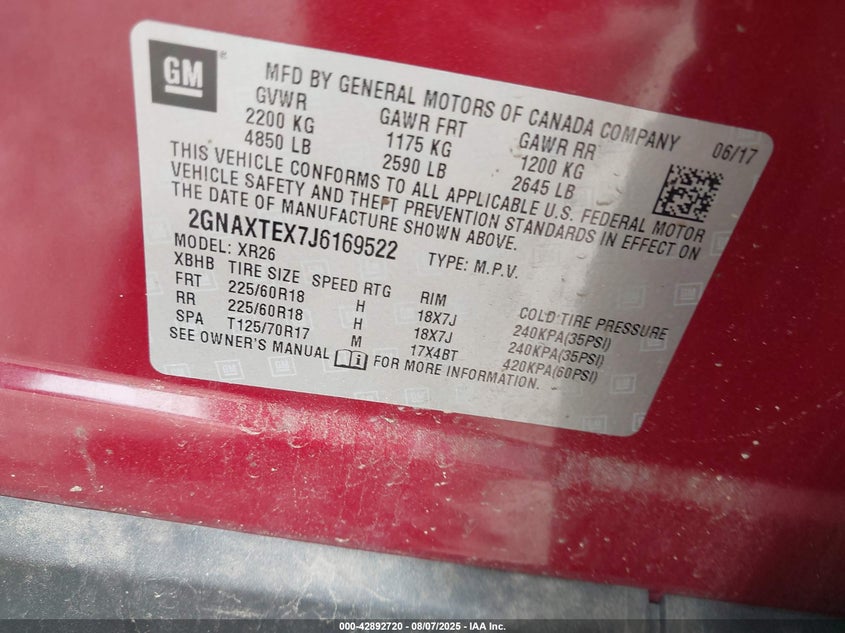 GM ®
MFD BY GENERAL MOTORS OF CANADA COMPANY
GVWR GAWR FRT GAWR RR 06/17
2200 KG 1175 KG 1200 KG
4850 LB 2590 LB 2645 LB
THIS VEHICLE CONFORMS TO ALL APPLICABLE U.S. FEDERAL MOTOR
VEHICLE SAFETY AND THEFT PREVENTION STANDARDS IN EFFECT ON
THE DATE OF MANUFACTURE SHOWN ABOVE.
2GNAXTEX7J6169522 TYPE: M.P.V.
MODEL: XR26
XBHB TIRE SIZE SPEED RTG RIM COLD TIRE PRESSURE
FRT 225/60R18 H 18X7J 240KPA(35PSI)
RR 225/60R18 H 18X7J 240KPA(35PSI)
SPA T125/70R17 M 17X4BT 420KPA(60PSI)
SEE OWNER'S MANUAL FOR MORE INFORMATION.
000-42892720 - 08/07/2025 - IAA Inc.